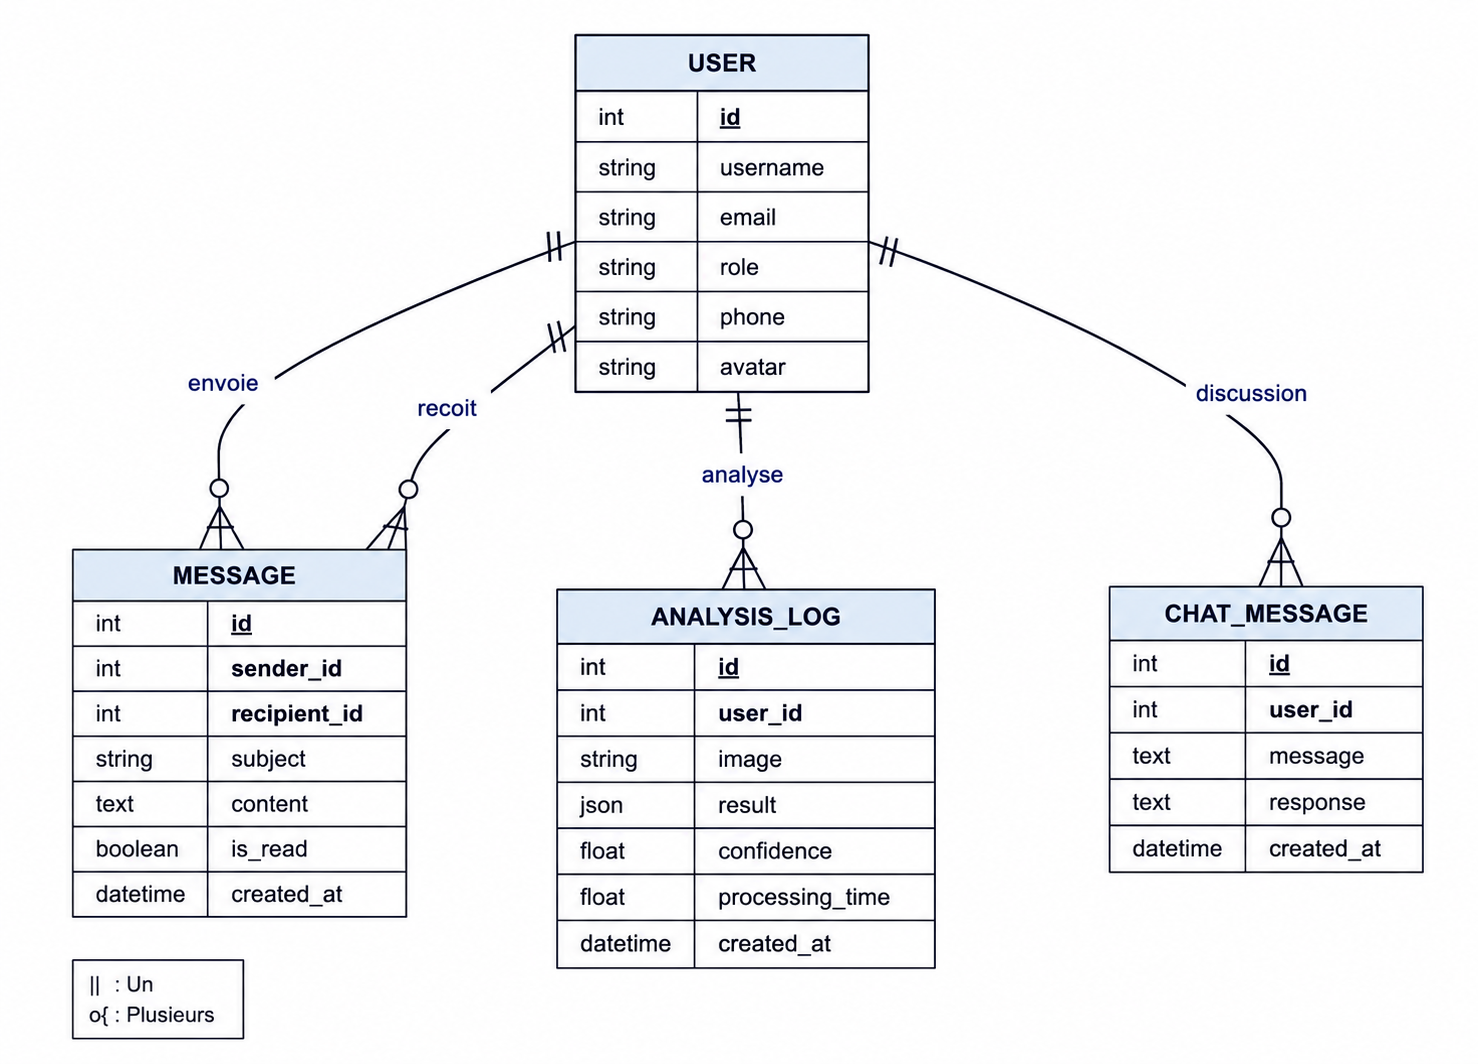 USER
int id
string username
string email
string role
string phone
string avatar
envoie
recoit
analyse
discussion
MESSAGE
int id
int sender_id
int recipient_id
string subject
text content
boolean is_read
datetime created_at
ANALYSIS_LOG
int id
int user_id
string image
json result
float confidence
float processing_time
datetime created_at
CHAT_MESSAGE
int id
int user_id
text message
text response
datetime created_at
|| : Un
o{ : Plusieurs